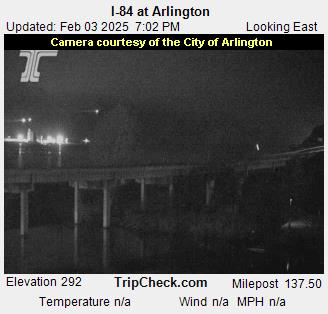 I-84 at Arlington
Updated: Feb 03 2025 7:02 PM Looking East
Camera courtesy of the City of Arlington
Elevation 292 TripCheck.com Milepost 137.50
Temperature n/a Wind n/a MPH n/a